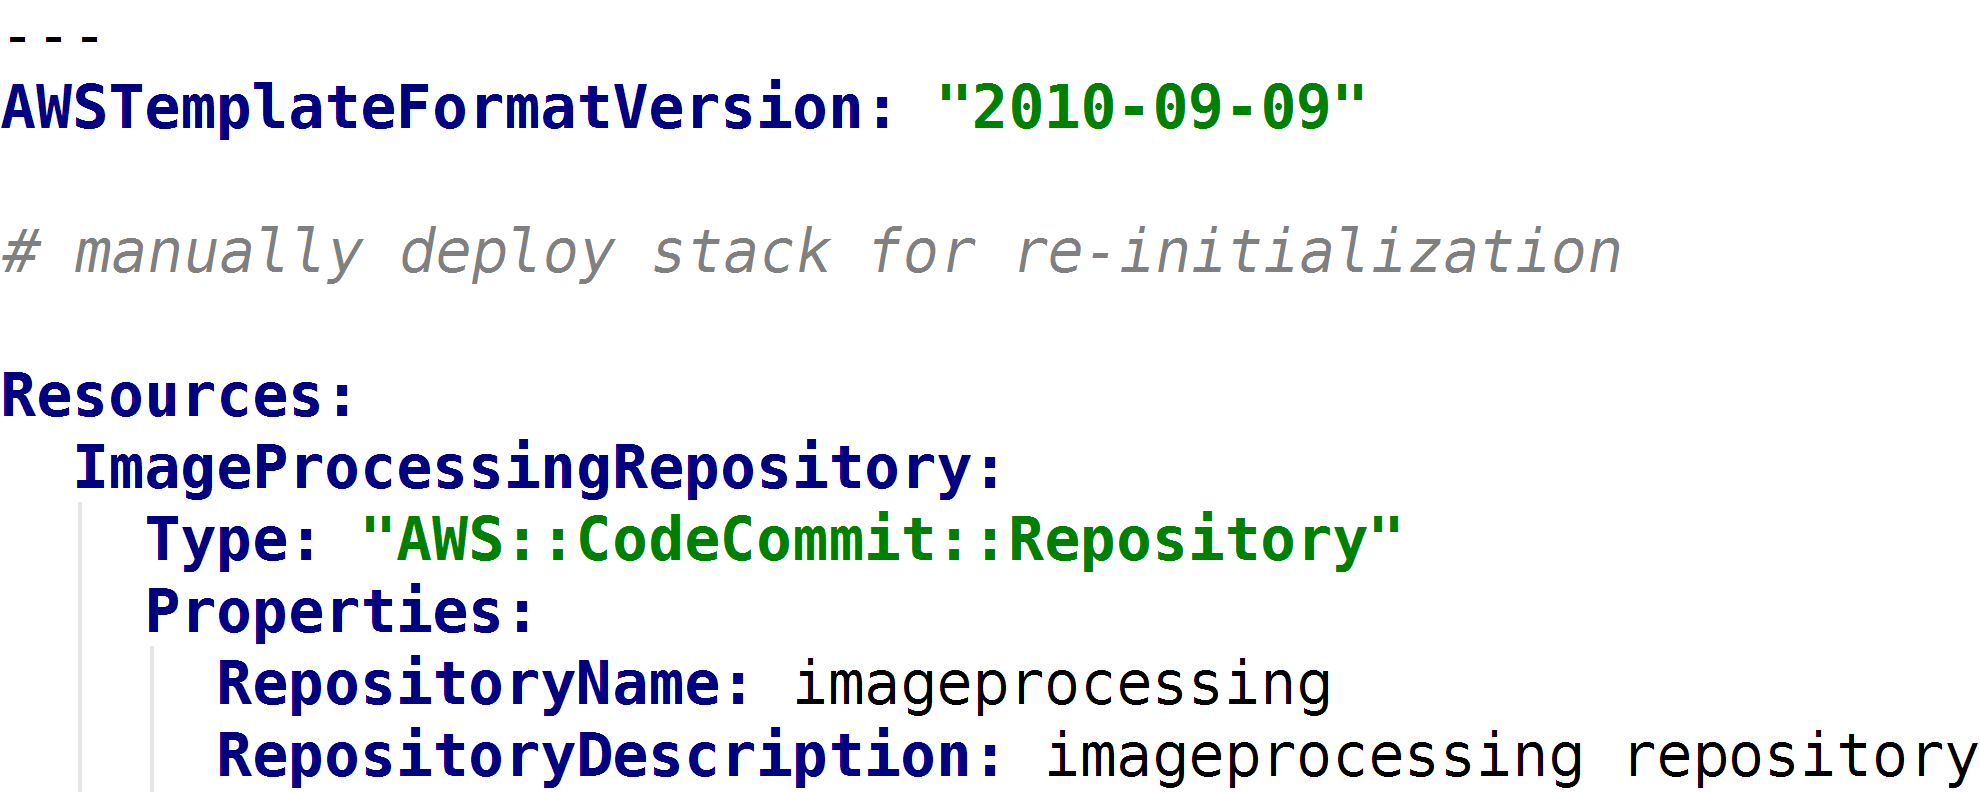 ---
AWSTemplateFormatVersion: "2010-09-09"
# manually deploy stack for re-initialization
Resources:
  ImageProcessingRepository:
    Type: "AWS::CodeCommit::Repository"
    Properties:
      RepositoryName: imageprocessing
      RepositoryDescription: imageprocessing repository